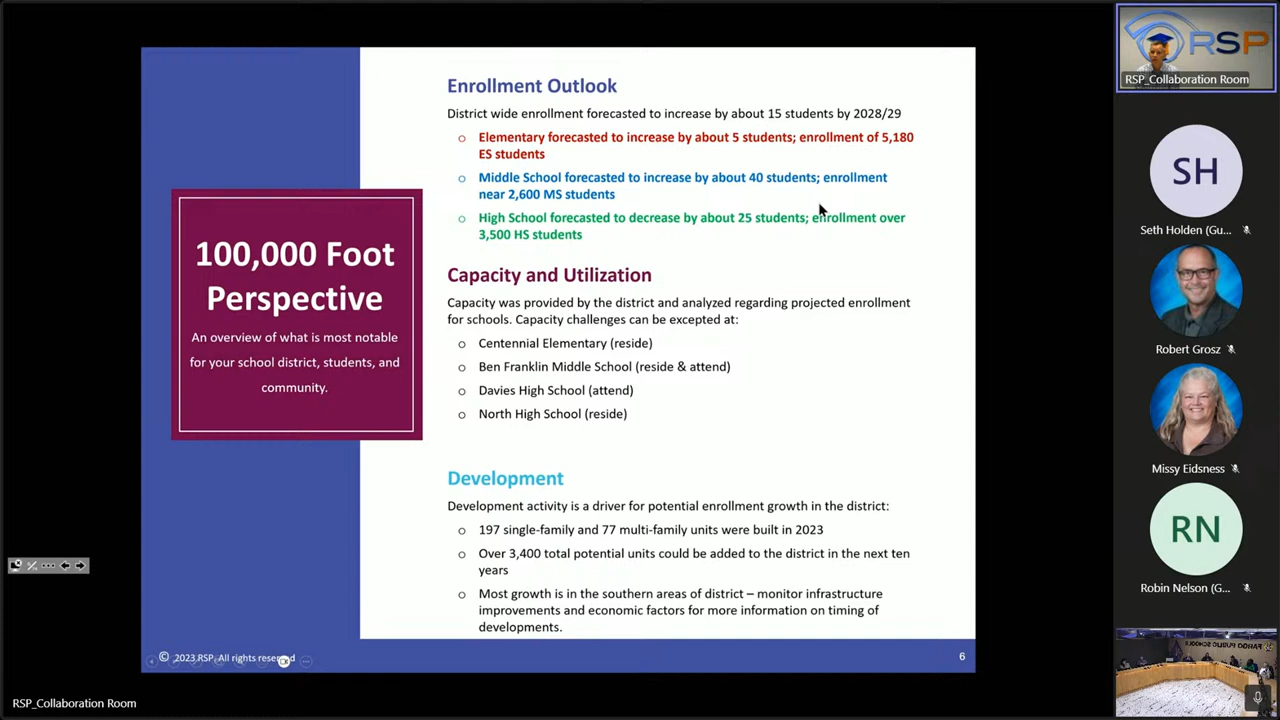 100,000 Foot
Perspective
An overview of what is most notable
for your school district, students, and
community.
Enrollment Outlook
District wide enrollment forecasted to increase by about 15 students by 2028/29
o Elementary forecasted to increase by about 5 students; enrollment of 5,180
ES students
o Middle School forecasted to increase by about 40 students; enrollment
near 2,600 MS students
o High School forecasted to decrease by about 25 students; enrollment over
3,500 HS students
Capacity and Utilization
Capacity was provided by the district and analyzed regarding projected enrollment
for schools. Capacity challenges can be excepted at:
o Centennial Elementary (reside)
o Ben Franklin Middle School (reside & attend)
o Davies High School (attend)
o North High School (reside)
Development
Development activity is a driver for potential enrollment growth in the district:
o 197 single-family and 77 multi-family units were built in 2023
o Over 3,400 total potential units could be added to the district in the next ten
years
o Most growth is in the southern areas of district – monitor infrastructure
improvements and economic factors for more information on timing of
developments.
© 2023 RSP. All rights reserved
6
RSP_Collaboration Room
RSP
RSP_Collaboration Room
SH
Seth Holden (Gu...
Robert Grosz
Missy Eidsness
RN
Robin Nelson (G...
FARGO PUBLIC SCHOOLS